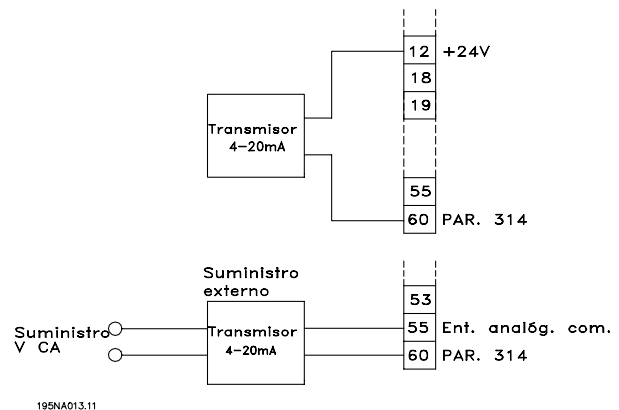 12 +24V
18
19
Transmisor
4-20mA
55
60 PAR. 314
Suministro
externo
53
Suministro
V CA
Transmisor
4-20mA
55 Ent. analóg. com.
60 PAR. 314
195NA013.11